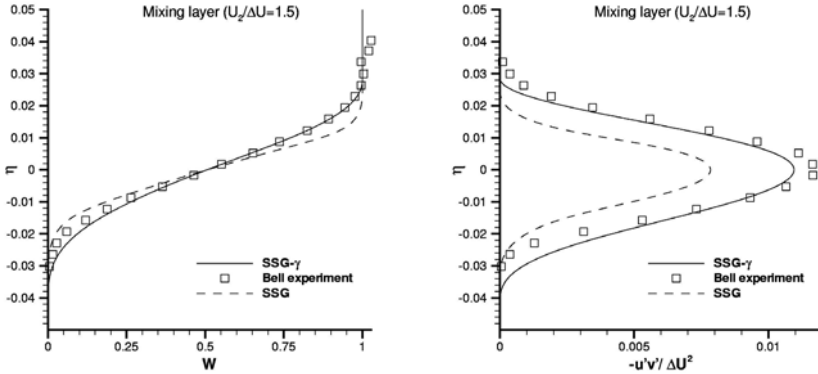 Mixing layer (U₂/ΔU=1.5)
0.05
0.04
0.03
0.02
0.01
0
-0.01
-0.02
-0.03
-0.04
η
SSG-γ
Bell experiment
SSG
0 0.25 0.5 0.75 1
W
Mixing layer (U₂/ΔU=1.5)
0.05
0.04
0.03
0.02
0.01
0
-0.01
-0.02
-0.03
-0.04
η
SSG-γ
Bell experiment
SSG
0 0.005 0.01
-u'v'/ ΔU²